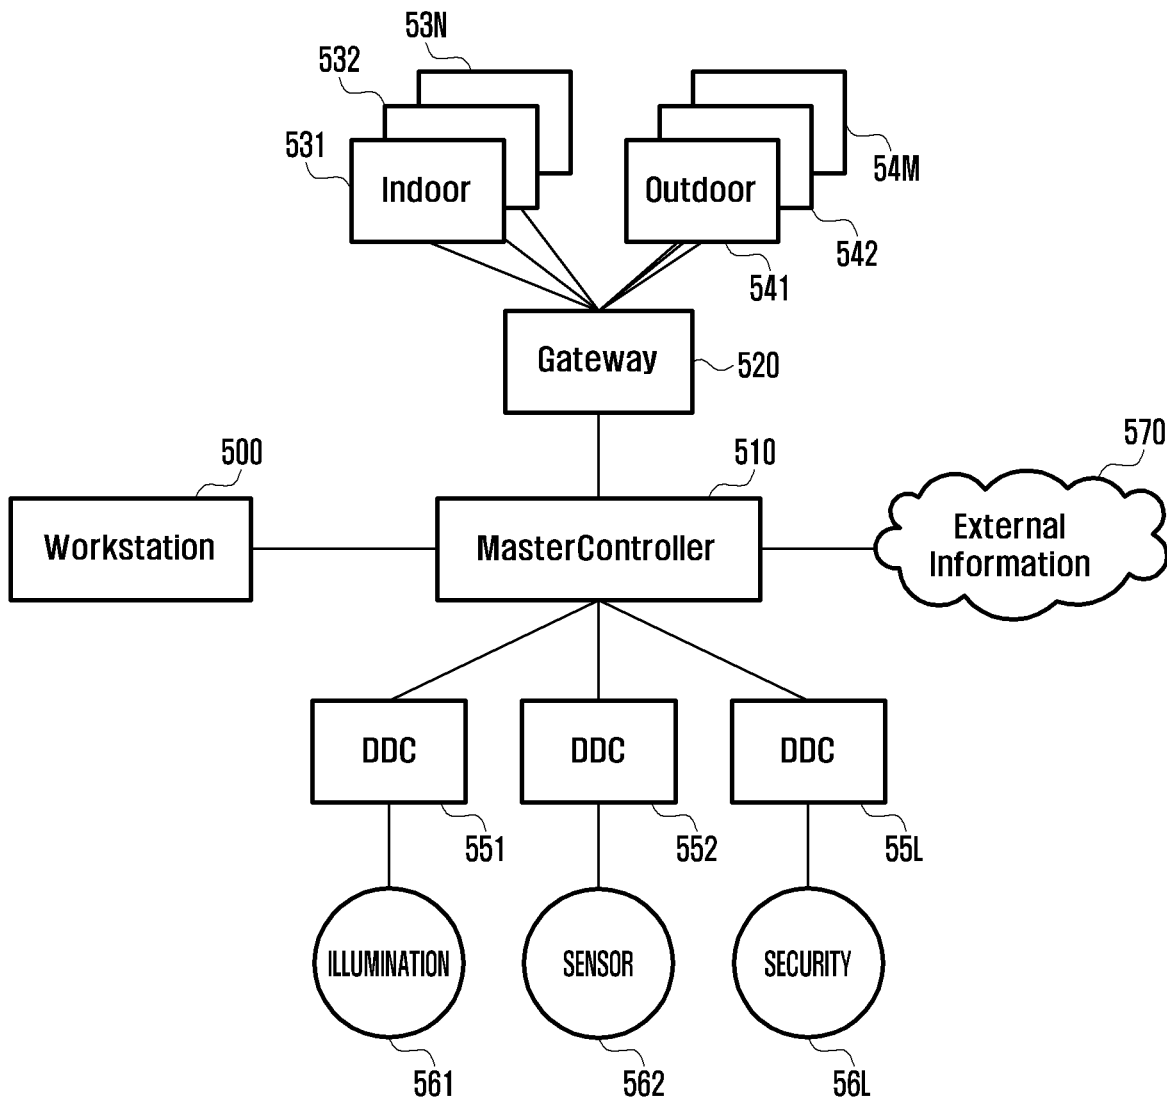 53N
532
531
Indoor
Outdoor
54M
542
541
Gateway
520
500
510
570
Workstation
MasterController
External
Information
DDC
DDC
DDC
551
552
55L
ILLUMINATION
SENSOR
SECURITY
561
562
56L